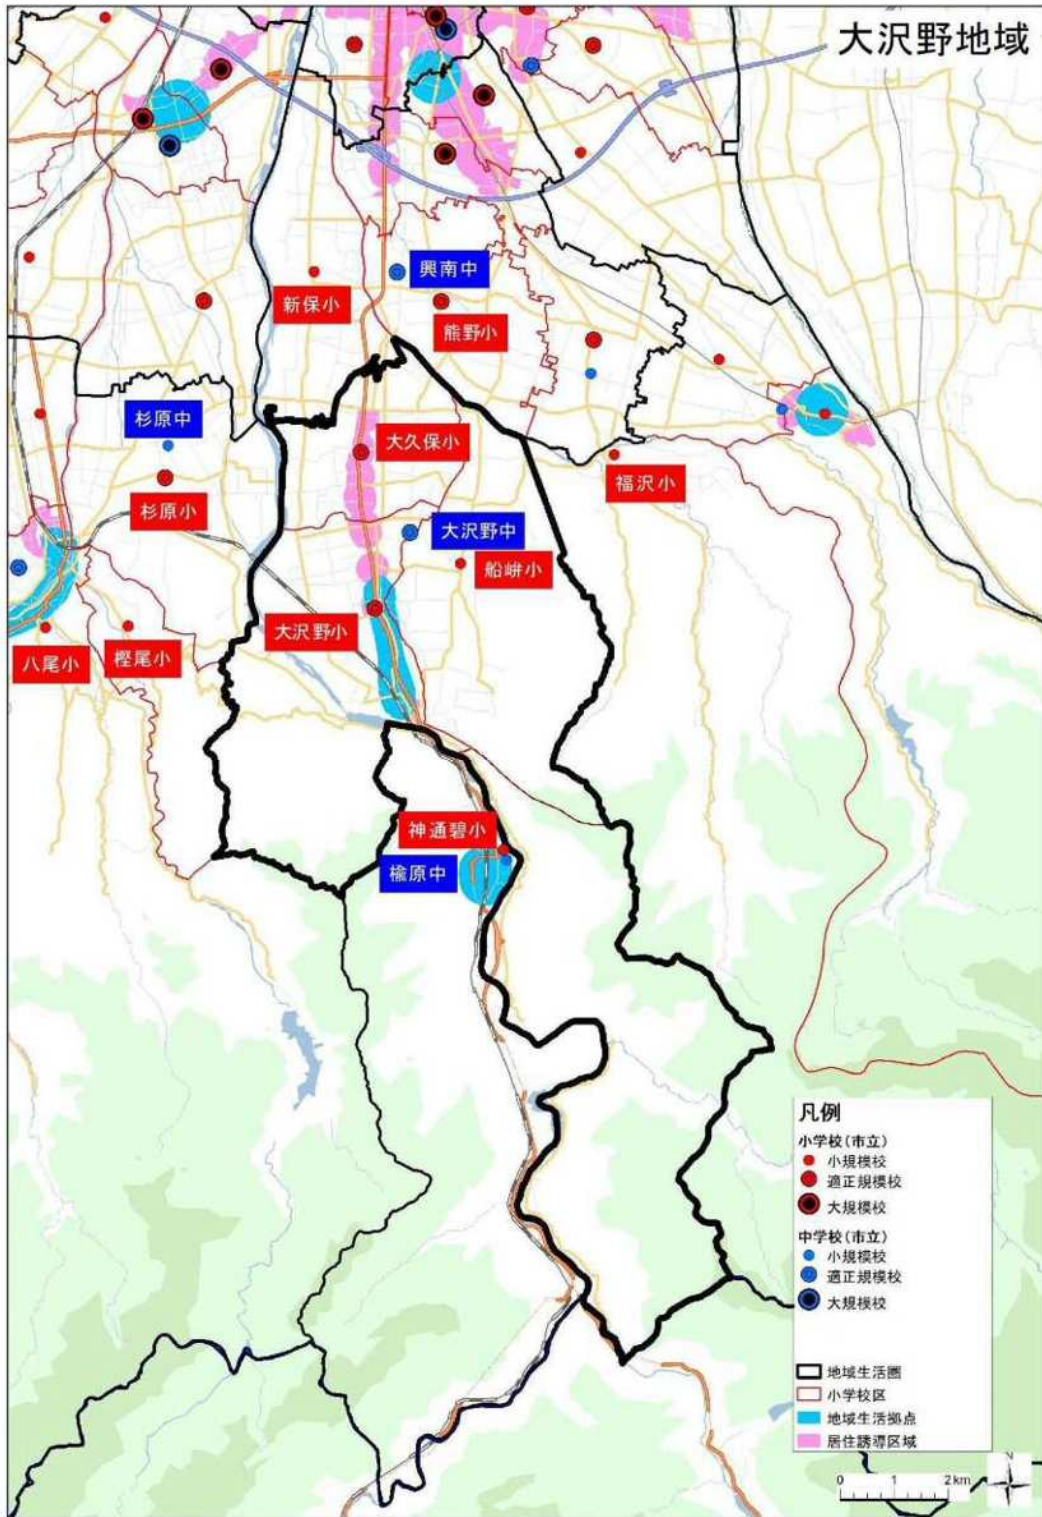 大沢野地域
興南中
新保小
熊野小
杉原中
大久保小
福沢小
杉原小
大沢野中
船峅小
大沢野小
八尾小
樫尾小
神通碧小
楡原中
凡例
小学校(市立)
小規模校
適正規模校
大規模校
中学校(市立)
小規模校
適正規模校
大規模校
地域生活圏
小学校区
地域生活拠点
居住誘導区域
0 1 2km